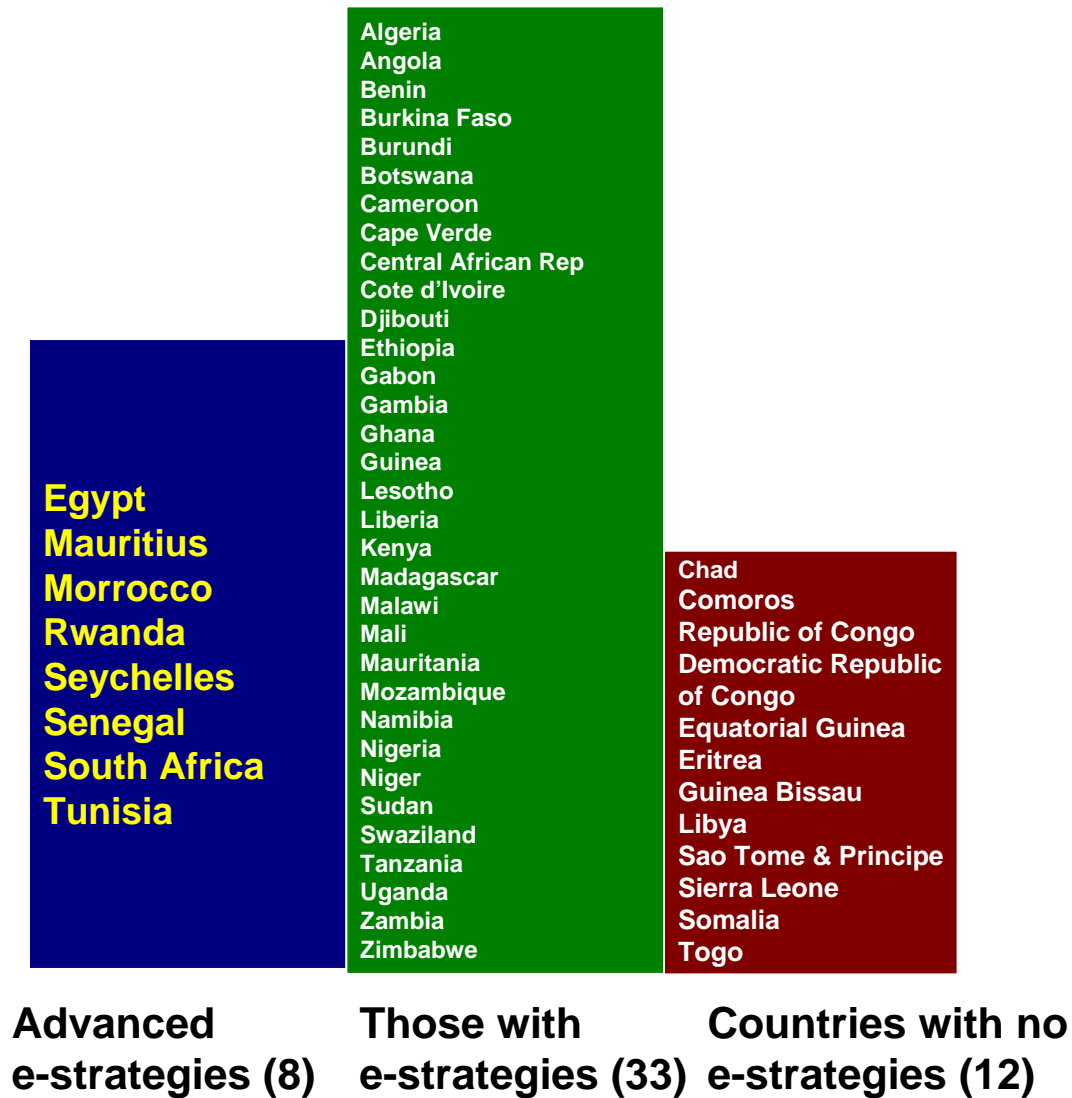 Egypt
Mauritius
Morrocco
Rwanda
Seychelles
Senegal
South Africa
Tunisia
Algeria
Angola
Benin
Burkina Faso
Burundi
Botswana
Cameroon
Cape Verde
Central African Rep
Cote d’Ivoire
Djibouti
Ethiopia
Gabon
Gambia
Ghana
Guinea
Lesotho
Liberia
Kenya
Madagascar
Malawi
Mali
Mauritania
Mozambique
Namibia
Nigeria
Niger
Sudan
Swaziland
Tanzania
Uganda
Zambia
Zimbabwe
Chad
Comoros
Republic of Congo
Democratic Republic
of Congo
Equatorial Guinea
Eritrea
Guinea Bissau
Libya
Sao Tome & Principe
Sierra Leone
Somalia
Togo
Advanced
e-strategies (8)
Those with
e-strategies (33)
Countries with no
e-strategies (12)